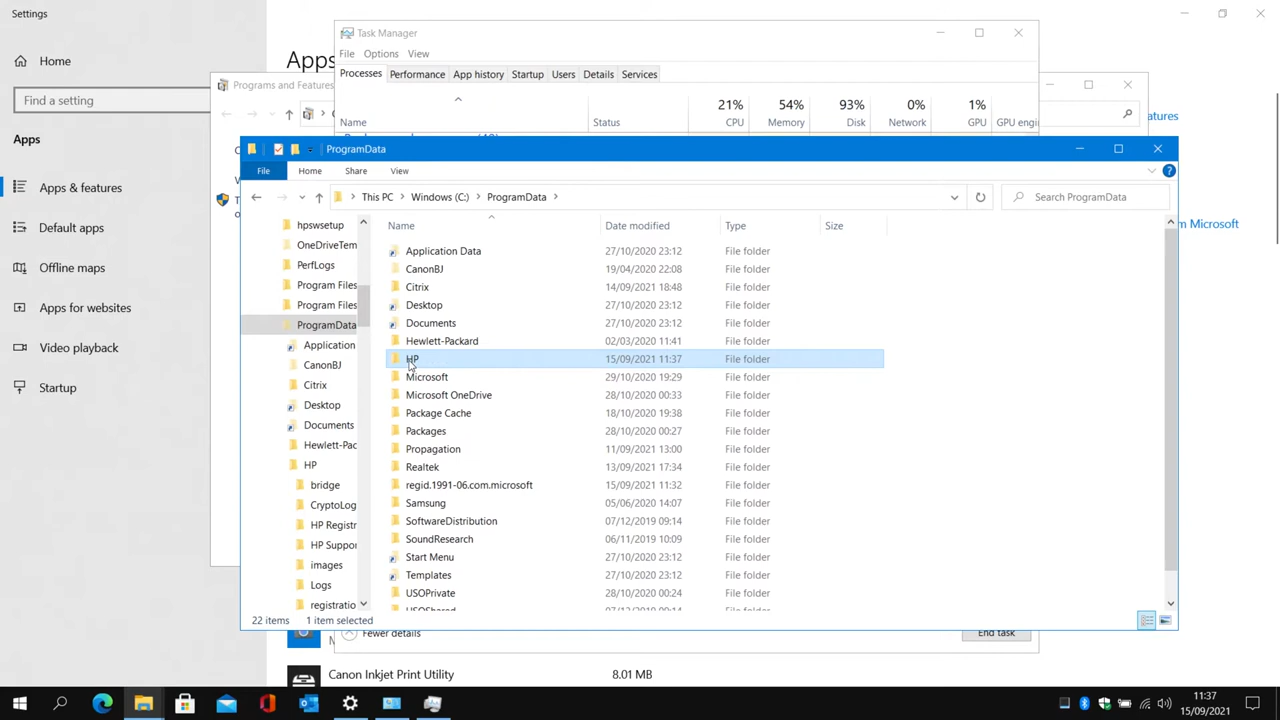 Settings
Home
Find a setting
Apps
Apps & features
Default apps
Offline maps
Apps for websites
Video playback
Startup
Apps
Programs and Features
Task Manager
File Options View
Processes Performance App history Startup Users Details Services
21% 54% 93% 0% 1%
Name Status CPU Memory Disk Network GPU GPU engin
ProgramData
File Home Share View
This PC Windows (C:) ProgramData
Search ProgramData
Name Date modified Type Size
hpswsetup
OneDriveTem
PerfLogs
Program Files
Program Files
ProgramData
Application
CanonBJ
Citrix
Desktop
Documents
Hewlett-Pac
HP
bridge
CryptoLog
HP Registr
HP Suppor
images
Logs
registratio
Application Data 27/10/2020 23:12 File folder
CanonBJ 19/04/2020 22:08 File folder
Citrix 14/09/2021 18:48 File folder
Desktop 27/10/2020 23:12 File folder
Documents 27/10/2020 23:12 File folder
Hewlett-Packard 02/03/2020 11:41 File folder
HP 15/09/2021 11:37 File folder
Microsoft 29/10/2020 19:29 File folder
Microsoft OneDrive 28/10/2020 00:33 File folder
Package Cache 18/10/2020 19:38 File folder
Packages 28/10/2020 00:27 File folder
Propagation 11/09/2021 13:00 File folder
Realtek 13/09/2021 17:34 File folder
regid.1991-06.com.microsoft 15/09/2021 11:32 File folder
Samsung 05/06/2020 14:07 File folder
SoftwareDistribution 07/12/2019 09:14 File folder
SoundResearch 06/11/2019 10:09 File folder
Start Menu 27/10/2020 23:12 File folder
Templates 27/10/2020 23:12 File folder
USOPrivate 28/10/2020 00:24 File folder
USOShared 07/12/2019 09:14 File folder
22 items 1 item selected
atures
m Microsoft
Fewer details
End task
Canon Inkjet Print Utility 8.01 MB
11:37
15/09/2021